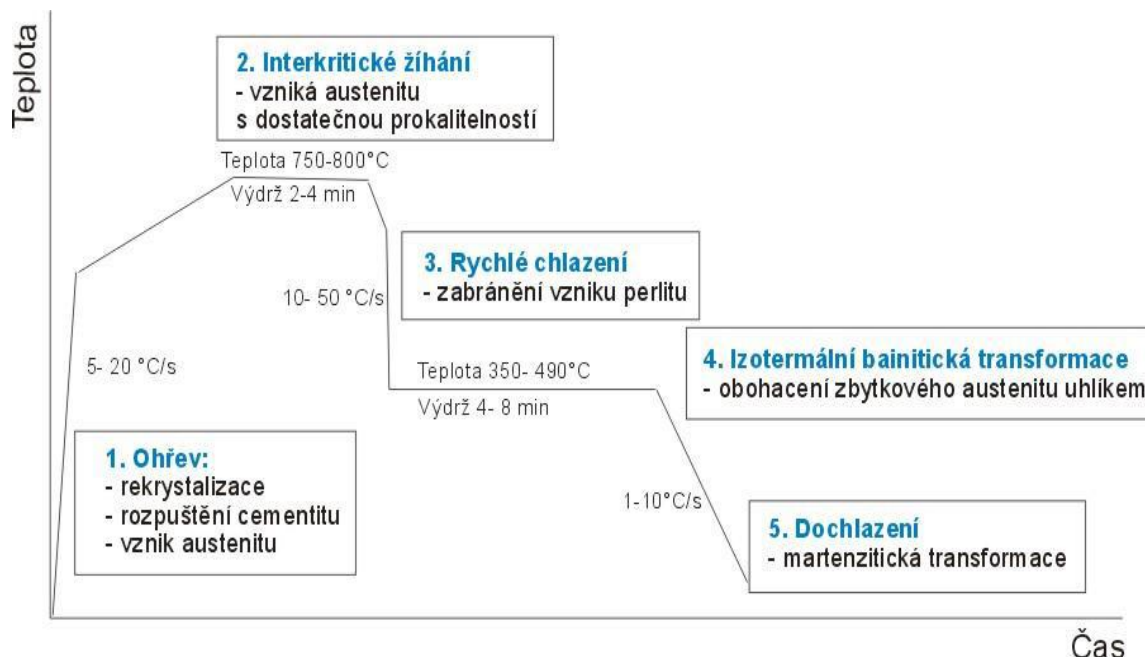 Teplota
2. Interkritické žíhání
- vzniká austenitu
s dostatečnou prokalitelností
Teplota 750-800°C
Výdrž 2-4 min
3. Rychlé chlazení
- zabránění vzniku perlitu
10- 50 °C/s
5- 20 °C/s
Teplota 350- 490°C
Výdrž 4- 8 min
4. Izotermální bainitická transformace
- obohacení zbytkového austenitu uhlíkem
1. Ohřev:
- rekrystalizace
- rozpuštění cementitu
- vznik austenitu
1-10°C/s
5. Dochlazení
- martenzitická transformace
Čas